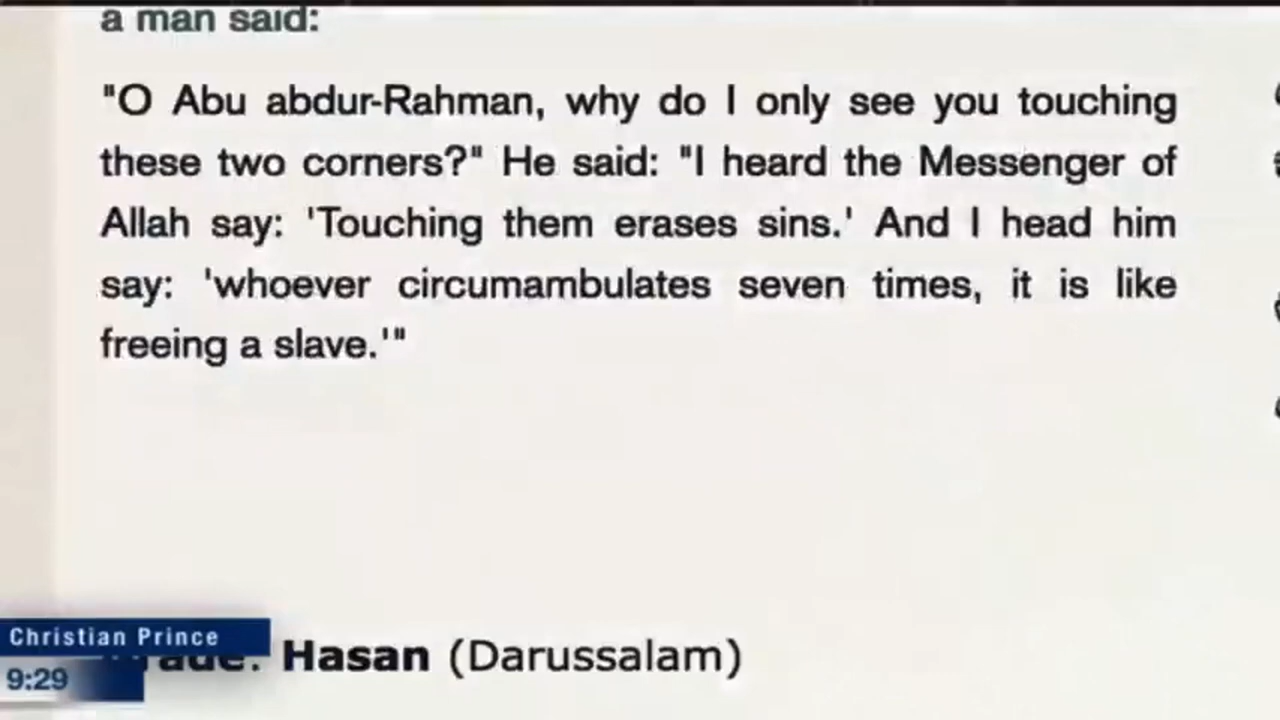 a man said:
"O Abu abdur-Rahman, why do I only see you touching
these two corners?" He said: "I heard the Messenger of
Allah say: 'Touching them erases sins.' And I head him
say: 'whoever circumambulates seven times, it is like
freeing a slave.'"
Hasan (Darussalam)
Christian Prince
9:29